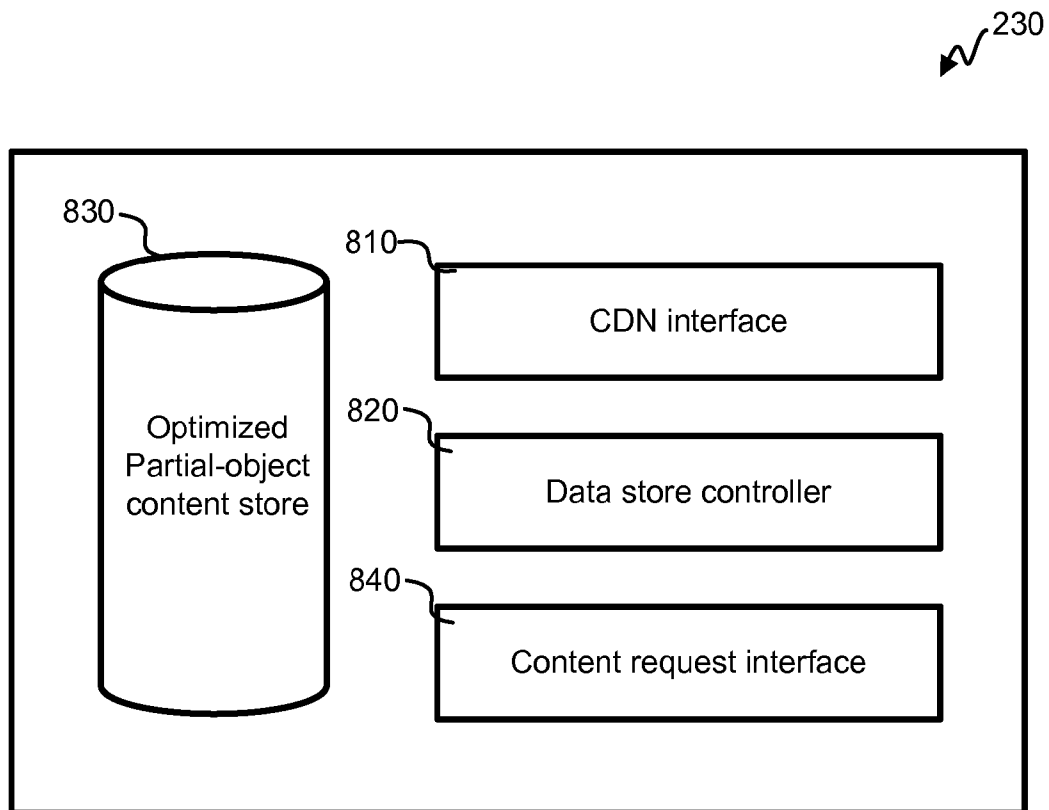 230
830
810
CDN interface
820
Optimized
Partial-object
content store
Data store controller
840
Content request interface